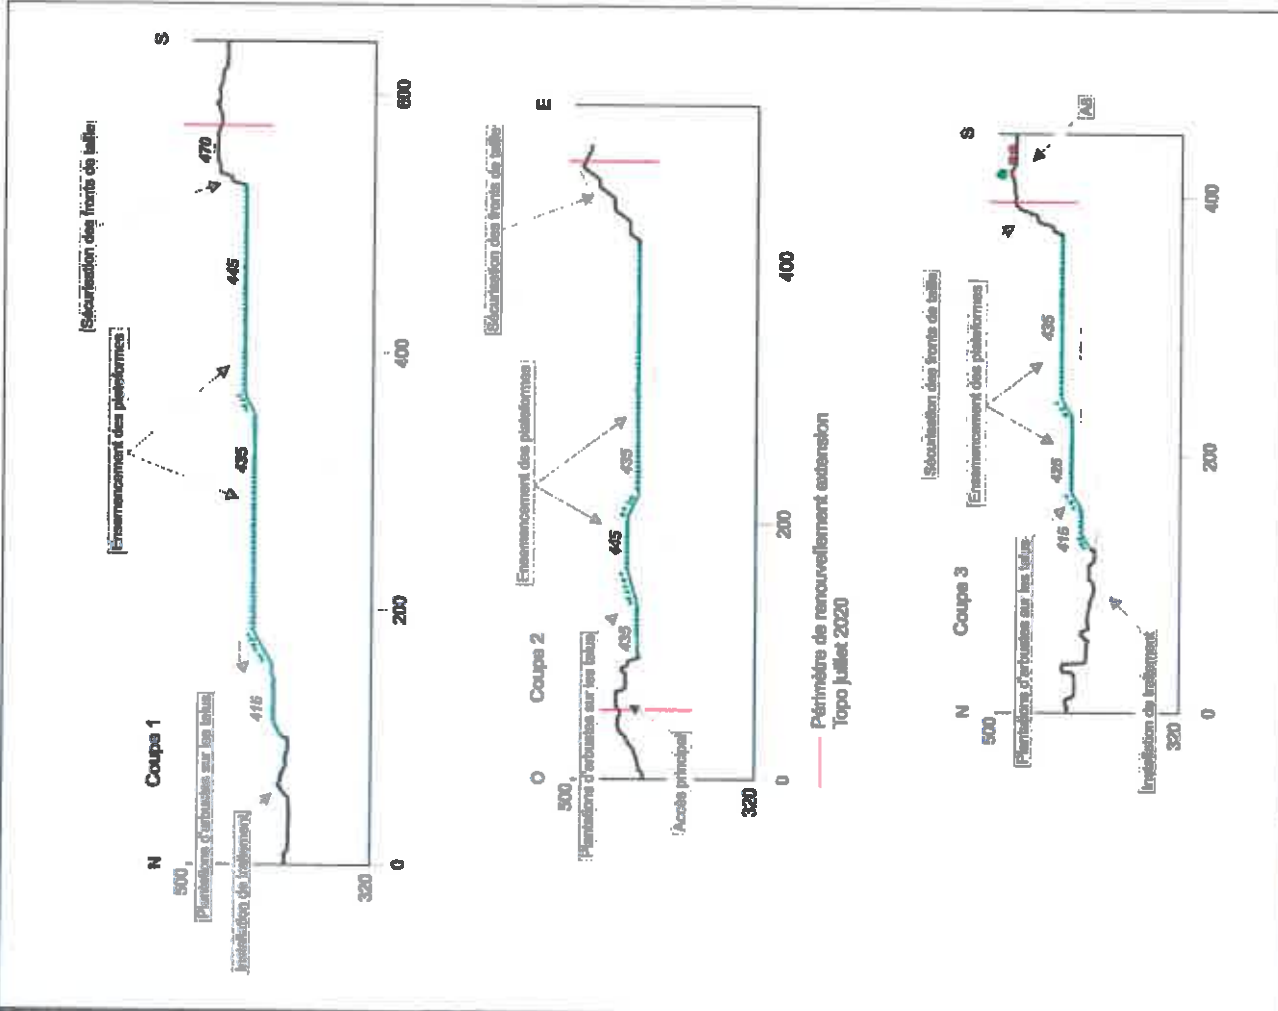 N Coupe 1 S
Sécurisation des fronts de taille
Ensemencement des plateformes
Plantations d'arbustes sur les talus
Installation de traitement
500
415
435
445
470
320
0 200 400 600
O Coupe 2 E
Sécurisation des fronts de taille
Ensemencement des plateformes
Plantations d'arbustes sur les talus
Accès principal
500
435
445
435
320
0 200 400
Périmètre de renouvellement extension
Topo juillet 2020
N Coupe 3 S
Sécurisation des fronts de taille
Ensemencement des plateformes
Plantations d'arbustes sur les talus
Installation de traitement
500
415
425
435
320
0 200 400